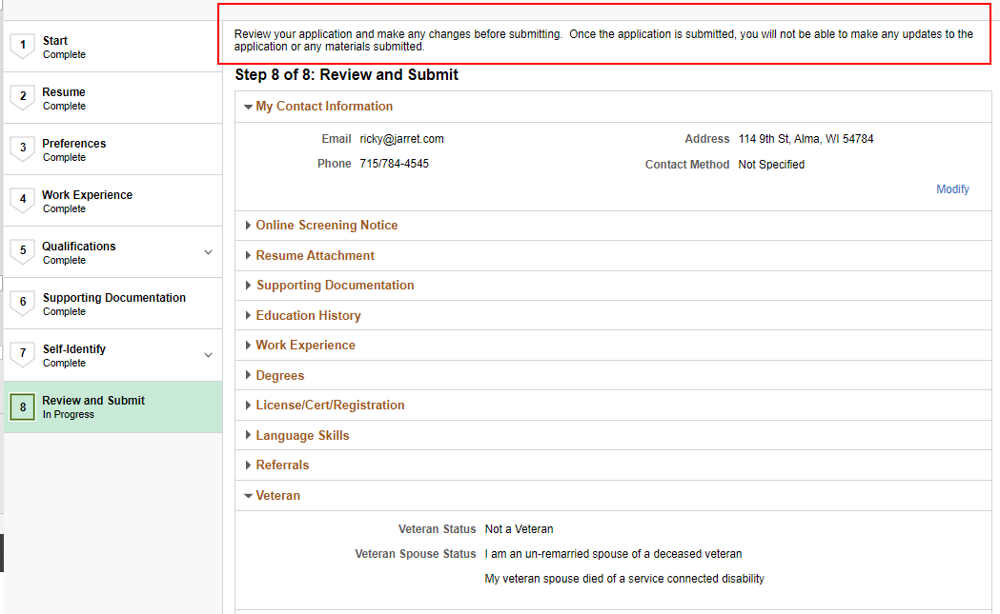 1
Start
Complete
2
Resume
Complete
3
Preferences
Complete
4
Work Experience
Complete
5
Qualifications
Complete
6
Supporting Documentation
Complete
7
Self-Identify
Complete
8
Review and Submit
In Progress
Review your application and make any changes before submitting.  Once the application is submitted, you will not be able to make any updates to the
application or any materials submitted.
Step 8 of 8: Review and Submit
My Contact Information
Email ricky@jarret.com Address 114 9th St, Alma, WI 54784
Phone 715/784-4545 Contact Method Not Specified
Modify
Online Screening Notice
Resume Attachment
Supporting Documentation
Education History
Work Experience
Degrees
License/Cert/Registration
Language Skills
Referrals
Veteran
Veteran Status Not a Veteran
Veteran Spouse Status I am an un-remarried spouse of a deceased veteran
My veteran spouse died of a service connected disability